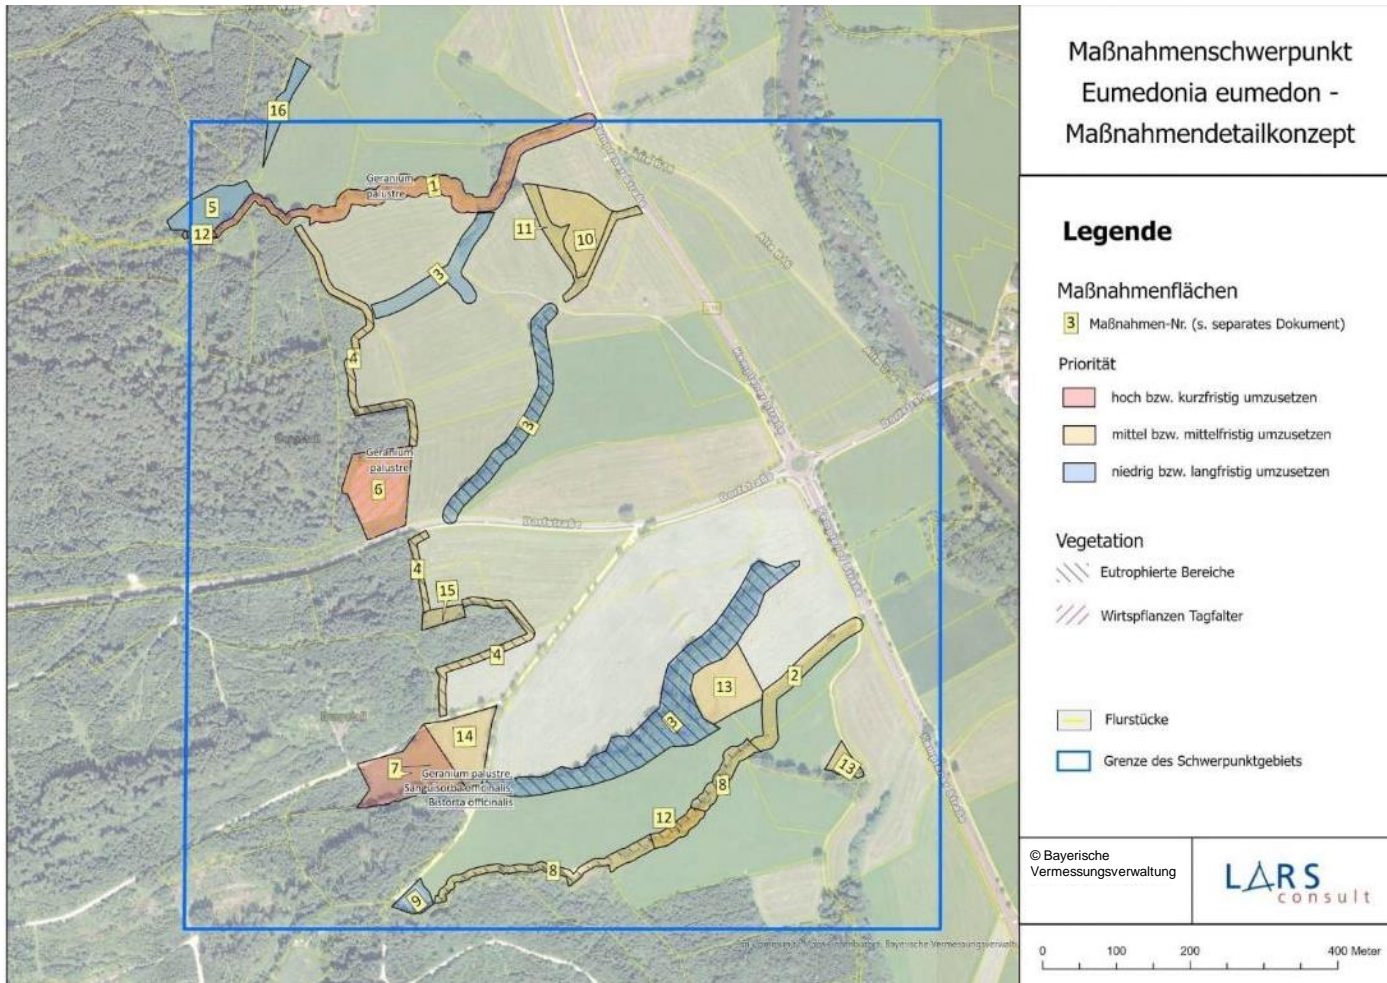 Maßnahmenschwerpunkt
Eumedonia eumedon -
Maßnahmendetailkonzept
Legende
Maßnahmenflächen
3 Maßnahmen-Nr. (s. separates Dokument)
Priorität
hoch bzw. kurzfristig umzusetzen
mittel bzw. mittelfristig umzusetzen
niedrig bzw. langfristig umzusetzen
Vegetation
Eutrophierte Bereiche
Wirtspflanzen Tagfalter
Flurstücke
Grenze des Schwerpunktgebiets
© Bayerische
Vermessungsverwaltung
LARS
consult
0 100 200 400 Meter
16
5
12
Geranium
palustre
1
11
10
3
4
3
Geranium
palustre
6
Dorfstraße
Dorfstraße
4
15
4
13
2
3
14
7
Geranium palustre,
Sanguisorba officinalis,
Bistorta officinalis
13
8
12
8
9